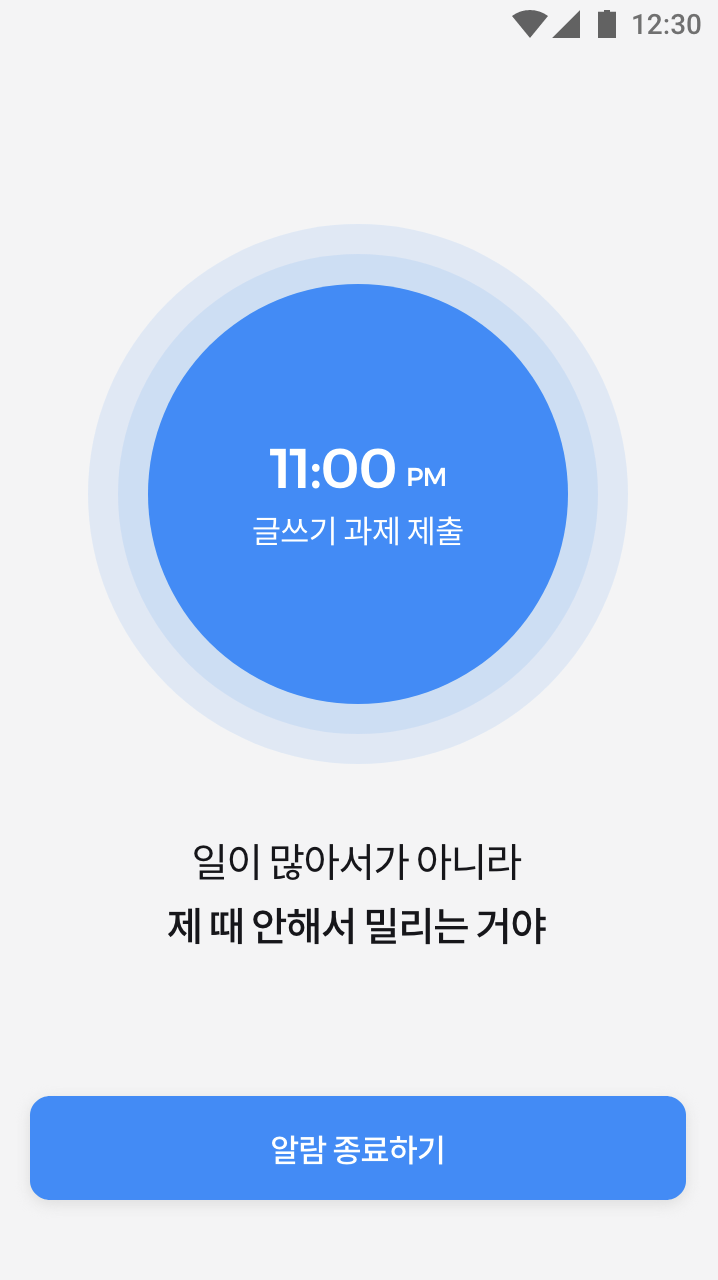 12:30
11:00 PM
글쓰기 과제 제출
일이 많아서가 아니라
제 때 안해서 밀리는 거야
알람 종료하기